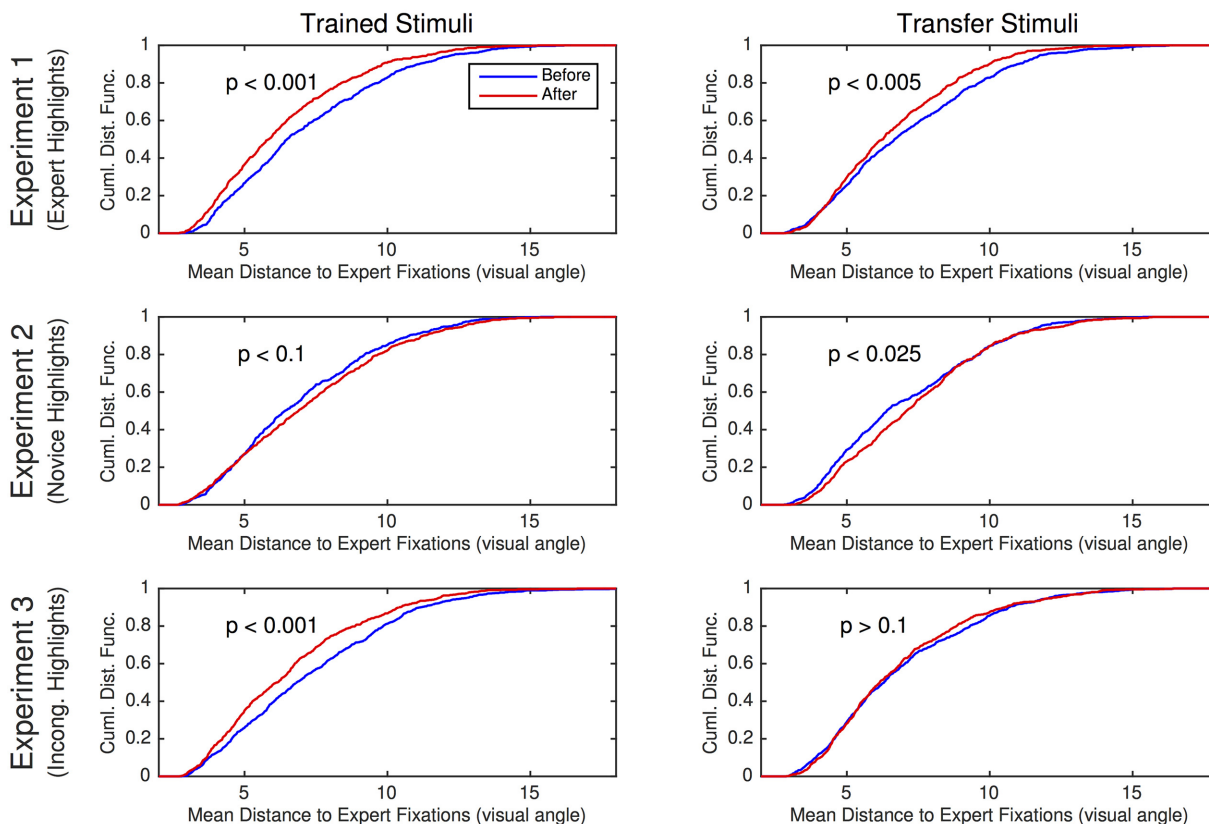 Trained Stimuli
Transfer Stimuli
Experiment 1
(Expert Highlights)
Cuml. Dist. Func.
1
0.8
0.6
0.4
0.2
0
p < 0.001
Before
After
5
10
15
Mean Distance to Expert Fixations (visual angle)
Cuml. Dist. Func.
1
0.8
0.6
0.4
0.2
0
p < 0.005
5
10
15
Mean Distance to Expert Fixations (visual angle)
Experiment 2
(Novice Highlights)
Cuml. Dist. Func.
1
0.8
0.6
0.4
0.2
0
p < 0.1
5
10
15
Mean Distance to Expert Fixations (visual angle)
Cuml. Dist. Func.
1
0.8
0.6
0.4
0.2
0
p < 0.025
5
10
15
Mean Distance to Expert Fixations (visual angle)
Experiment 3
(Incong. Highlights)
Cuml. Dist. Func.
1
0.8
0.6
0.4
0.2
0
p < 0.001
5
10
15
Mean Distance to Expert Fixations (visual angle)
Cuml. Dist. Func.
1
0.8
0.6
0.4
0.2
0
p > 0.1
5
10
15
Mean Distance to Expert Fixations (visual angle)